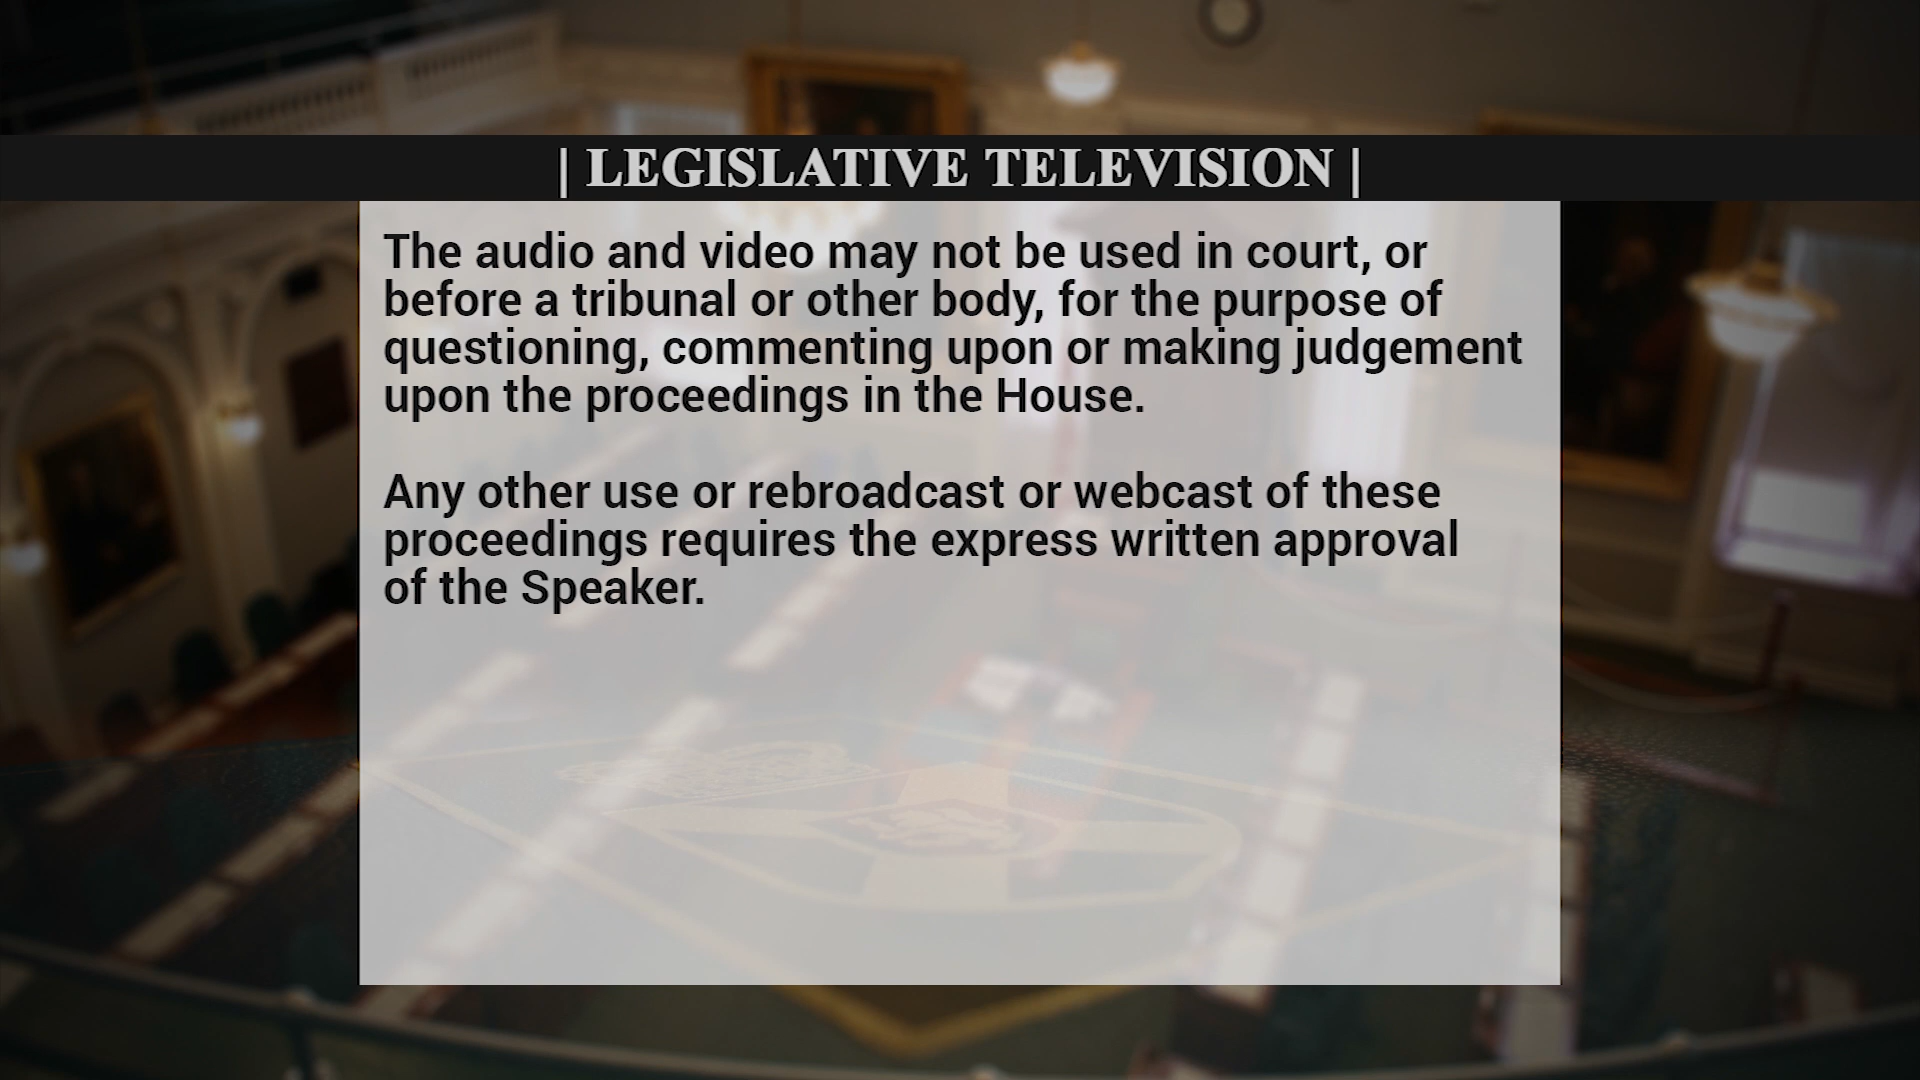 | LEGISLATIVE TELEVISION |
The audio and video may not be used in court, or
before a tribunal or other body, for the purpose of
questioning, commenting upon or making judgement
upon the proceedings in the House.
Any other use or rebroadcast or webcast of these
proceedings requires the express written approval
of the Speaker.